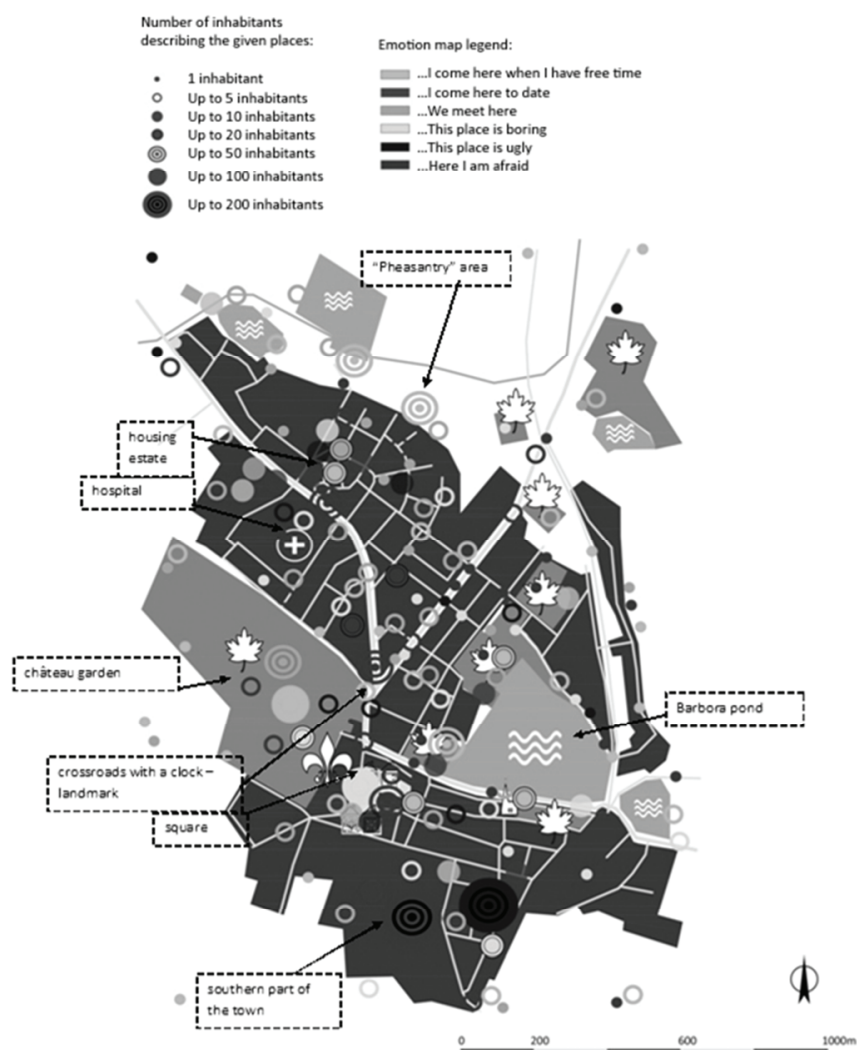 Number of inhabitants
describing the given places:
1 inhabitant
Up to 5 inhabitants
Up to 10 inhabitants
Up to 20 inhabitants
Up to 50 inhabitants
Up to 100 inhabitants
Up to 200 inhabitants
Emotion map legend:
...I come here when I have free time
...I come here to date
...We meet here
...This place is boring
...This place is ugly
...Here I am afraid
“Pheasantry” area
housing
estate
hospital
château garden
Barbora pond
crossroads with a clock –
landmark
square
southern part of
the town
0 200 600 1000m